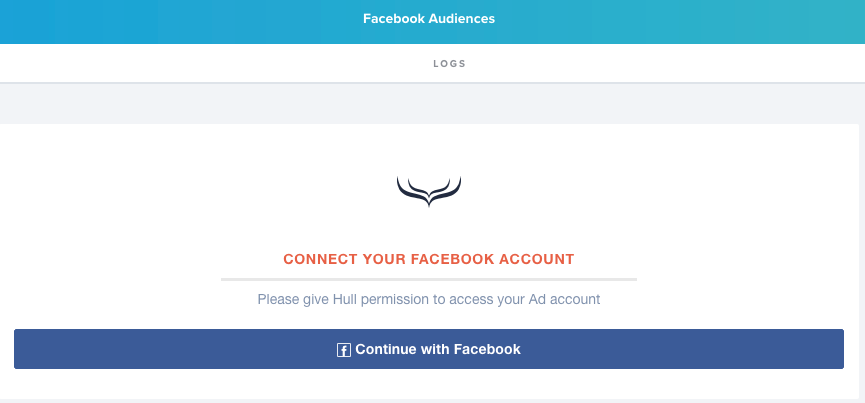 Facebook Audiences
LOGS
CONNECT YOUR FACEBOOK ACCOUNT
Please give Hull permission to access your Ad account
Continue with Facebook